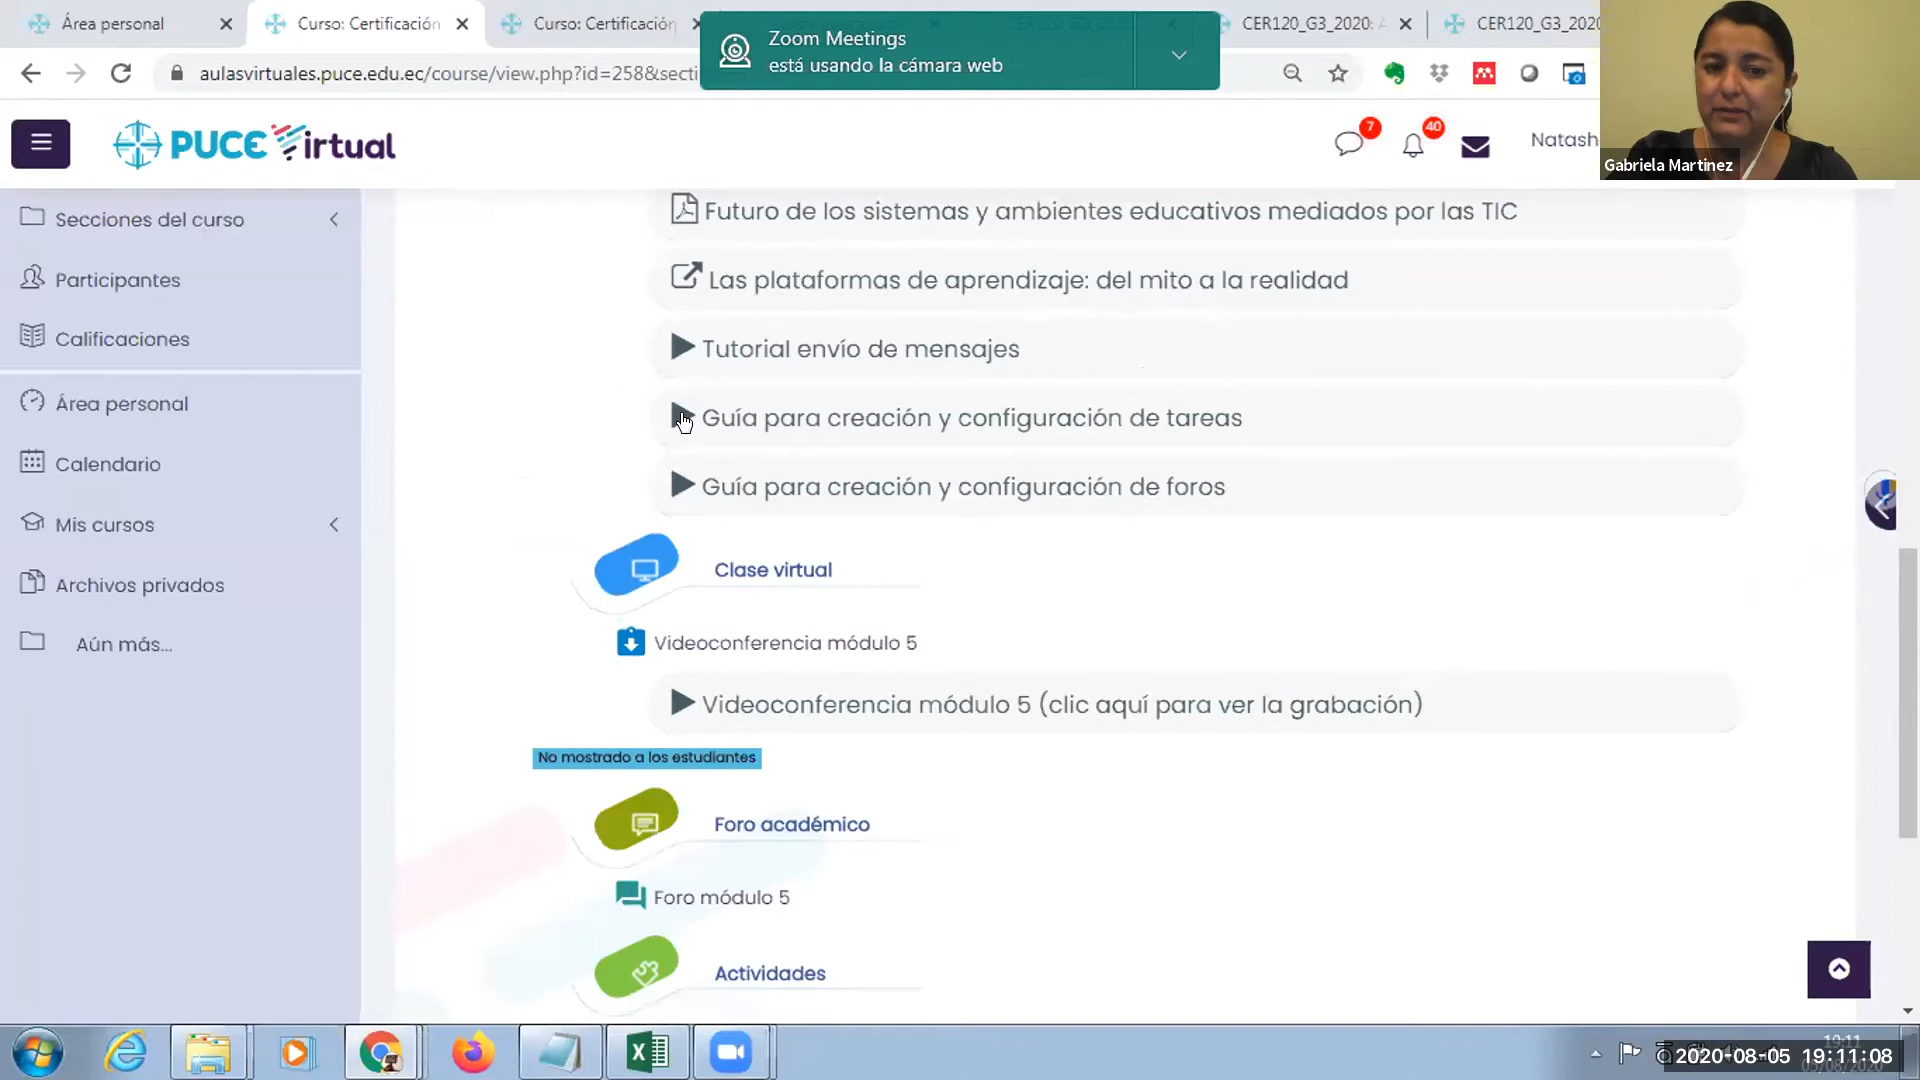 Área personal
Curso: Certificación
Curso: Certificación
CER120_G3_2020:
CER120_G3_2020
Zoom Meetings
está usando la cámara web
aulasvirtuales.puce.edu.ec/course/view.php?id=258&secti
PUCE Virtual
7
40
Natash
Gabriela Martinez
Secciones del curso
Participantes
Calificaciones
Área personal
Calendario
Mis cursos
Archivos privados
Aún más...
Futuro de los sistemas y ambientes educativos mediados por las TIC
Las plataformas de aprendizaje: del mito a la realidad
Tutorial envío de mensajes
Guía para creación y configuración de tareas
Guía para creación y configuración de foros
Clase virtual
Videoconferencia módulo 5
Videoconferencia módulo 5 (clic aquí para ver la grabación)
No mostrado a los estudiantes
Foro académico
Foro módulo 5
Actividades
19:11
2020-08-05 19:11:08